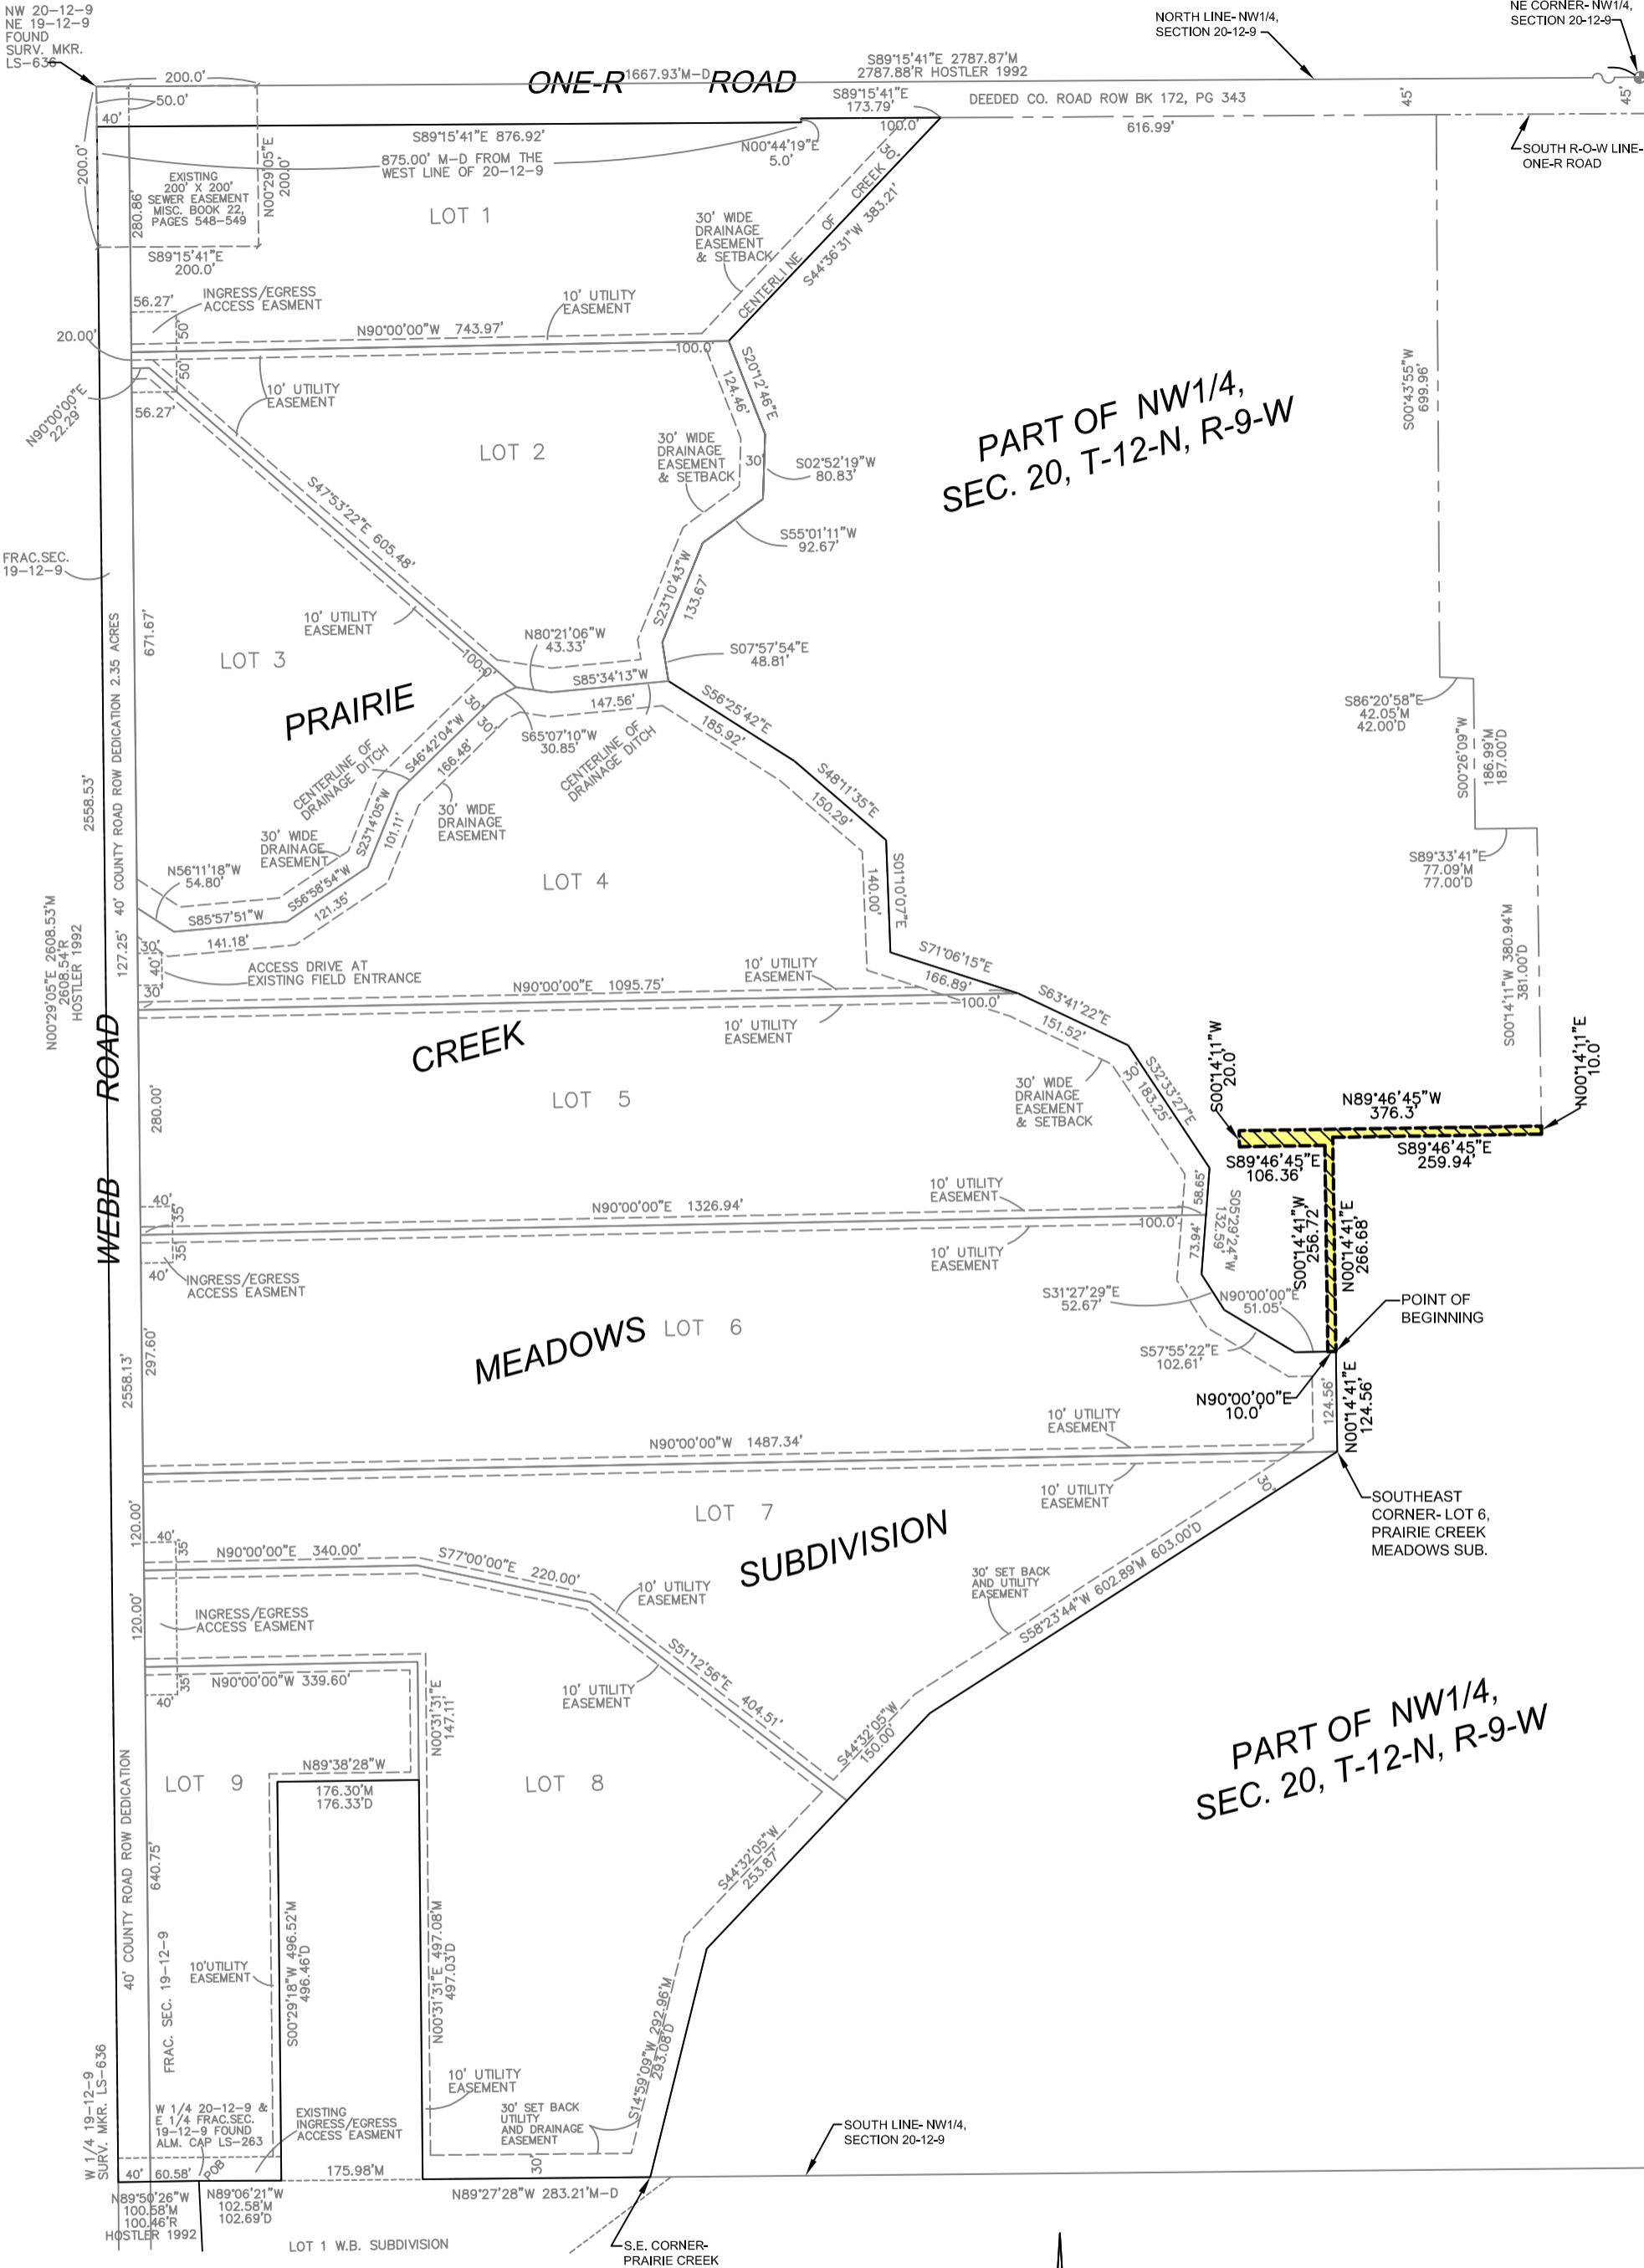 NW 20-12-9
NE 19-12-9
FOUND
SURV. MKR.
LS-636
200.0'
50.0'
40'
ONE-R ROAD
1667.93'M-D
S89°15'41"E 2787.87'M
2787.88'R HOSTLER 1992
NORTH LINE- NW1/4,
SECTION 20-12-9
NE CORNER- NW1/4,
SECTION 20-12-9
S89°15'41"E
173.79'
DEEDED CO. ROAD ROW BK 172, PG 343
45'
45'
616.99'
SOUTH R-O-W LINE-
ONE-R ROAD
S89°15'41"E 876.92'
875.00' M-D FROM THE
WEST LINE OF 20-12-9
N00°44'19"E
5.0'
100.0'
200.0'
280.86'
EXISTING
200' X 200'
SEWER EASEMENT
MISC. BOOK 22,
PAGES 548-549
N00°29'05"E
200.0'
S89°15'41"E
200.0'
LOT 1
30' WIDE
DRAINAGE
EASEMENT
& SETBACK
30'
CENTERLINE OF CREEK
S44°36'31"W 383.21'
56.27'
INGRESS/EGRESS
ACCESS EASMENT
50'
10' UTILITY
EASEMENT
N90°00'00"W 743.97'
20.00'
100.0'
50'
10' UTILITY
EASEMENT
56.27'
N90°00'00"E
22.29'
S20°12'46"E
124.46'
LOT 2
30' WIDE
DRAINAGE
EASEMENT
& SETBACK
30'
S02°52'19"W
80.83'
S55°01'11"W
92.67'
PART OF NW1/4,
SEC. 20, T-12-N, R-9-W
S00°43'55"W
699.96'
S47°53'22"E 605.48'
FRAC.SEC.
19-12-9
S23°10'43"W
133.67'
10' UTILITY
EASEMENT
N80°21'06"W
43.33'
S07°57'54"E
48.81'
LOT 3
671.67'
100.0'
S85°34'13"W
147.56'
S56°25'42"E
185.92'
S86°20'58"E
42.05'M
42.00'D
PRAIRIE
30'
30'
S65°07'10"W
30.85'
CENTERLINE OF
DRAINAGE DITCH
CENTERLINE OF
DRAINAGE DITCH
S46°42'04"W
166.48'
S48°11'35"E
150.29'
S00°26'09"W
186.99'M
187.00'D
40' COUNTY ROAD ROW DEDICATION 2.35 ACRES
2558.53'
30' WIDE
DRAINAGE
EASEMENT
30' WIDE
DRAINAGE
EASEMENT
S23°14'05"W
101.11'
S89°33'41"E
77.09'M
77.00'D
N56°11'18"W
54.80'
S56°58'54"W
121.35'
LOT 4
S01°10'07"E
140.00'
S85°57'51"W
141.18'
N00°29'05"E 2608.53'M
2608.54'R
HOSTLER 1992
127.25'
30'
40'
30'
ACCESS DRIVE AT
EXISTING FIELD ENTRANCE
10' UTILITY
EASEMENT
N90°00'00"E 1095.75'
S71°06'15"E
166.89'
100.0'
S63°41'22"E
151.52'
S00°14'11"W 380.94'M
381.00'D
10' UTILITY
EASEMENT
WEBB ROAD
CREEK
280.00'
LOT 5
30' WIDE
DRAINAGE
EASEMENT
& SETBACK
S32°33'27"E
30'
183.25'
S00°14'11"W
20.0'
N89°46'45"W
376.3'
N00°14'11"E
10.0'
S89°46'45"E
106.36'
S89°46'45"E
259.94'
40'
35'
35'
40'
INGRESS/EGRESS
ACCESS EASMENT
N90°00'00"E 1326.94'
10' UTILITY
EASEMENT
100.0'
10' UTILITY
EASEMENT
58.65'
73.94'
S05°29'24"W
132.59'
S00°14'41"W
256.72'
N00°14'41"E
266.68'
S31°27'29"E
52.67'
N90°00'00"E
51.05'
POINT OF
BEGINNING
MEADOWS
LOT 6
297.60'
2558.13'
S57°55'22"E
102.61'
N90°00'00"E
10.0'
124.56'
N00°14'41"E
124.56'
N90°00'00"W 1487.34'
10' UTILITY
EASEMENT
10' UTILITY
EASEMENT
30'
SOUTHEAST
CORNER- LOT 6,
PRAIRIE CREEK
MEADOWS SUB.
LOT 7
SUBDIVISION
120.00'
40'
35'
N90°00'00"E 340.00'
S77°00'00"E 220.00'
10' UTILITY
EASEMENT
30' SET BACK
AND UTILITY
EASEMENT
S58°23'44"W 602.89'M 603.00'D
120.00'
INGRESS/EGRESS
ACCESS EASMENT
35'
40'
N90°00'00"W 339.60'
N00°31'31"E
147.11'
S51°12'56"E 404.51'
10' UTILITY
EASEMENT
S44°32'05"W
150.00'
PART OF NW1/4,
SEC. 20, T-12-N, R-9-W
N89°38'28"W
176.30'M
176.33'D
LOT 9
LOT 8
40' COUNTY ROAD ROW DEDICATION
640.75'
S44°32'05"W
253.87'
FRAC. SEC. 19-12-9
10'UTILITY
EASEMENT
S00°29'18"W 496.52'M
496.46'D
N00°31'31"E 497.08'M
497.03'D
S14°59'09"W 292.96'M
293.08'D
W 1/4 19-12-9
SURV. MKR. LS-636
W 1/4 20-12-9 &
E 1/4 FRAC.SEC.
19-12-9 FOUND
ALM. CAP LS-263
EXISTING
INGRESS/EGRESS
ACCESS EASMENT
10' UTILITY
EASEMENT
30' SET BACK
UTILITY
AND DRAINAGE
EASEMENT
30'
SOUTH LINE- NW1/4,
SECTION 20-12-9
40'
60.58'
POB
175.98'M
N89°50'26"W
100.58'M
100.46'R
HOSTLER 1992
N89°06'21"W
102.58'M
102.69'D
N89°27'28"W 283.21'M-D
LOT 1 W.B. SUBDIVISION
S.E. CORNER-
PRAIRIE CREEK